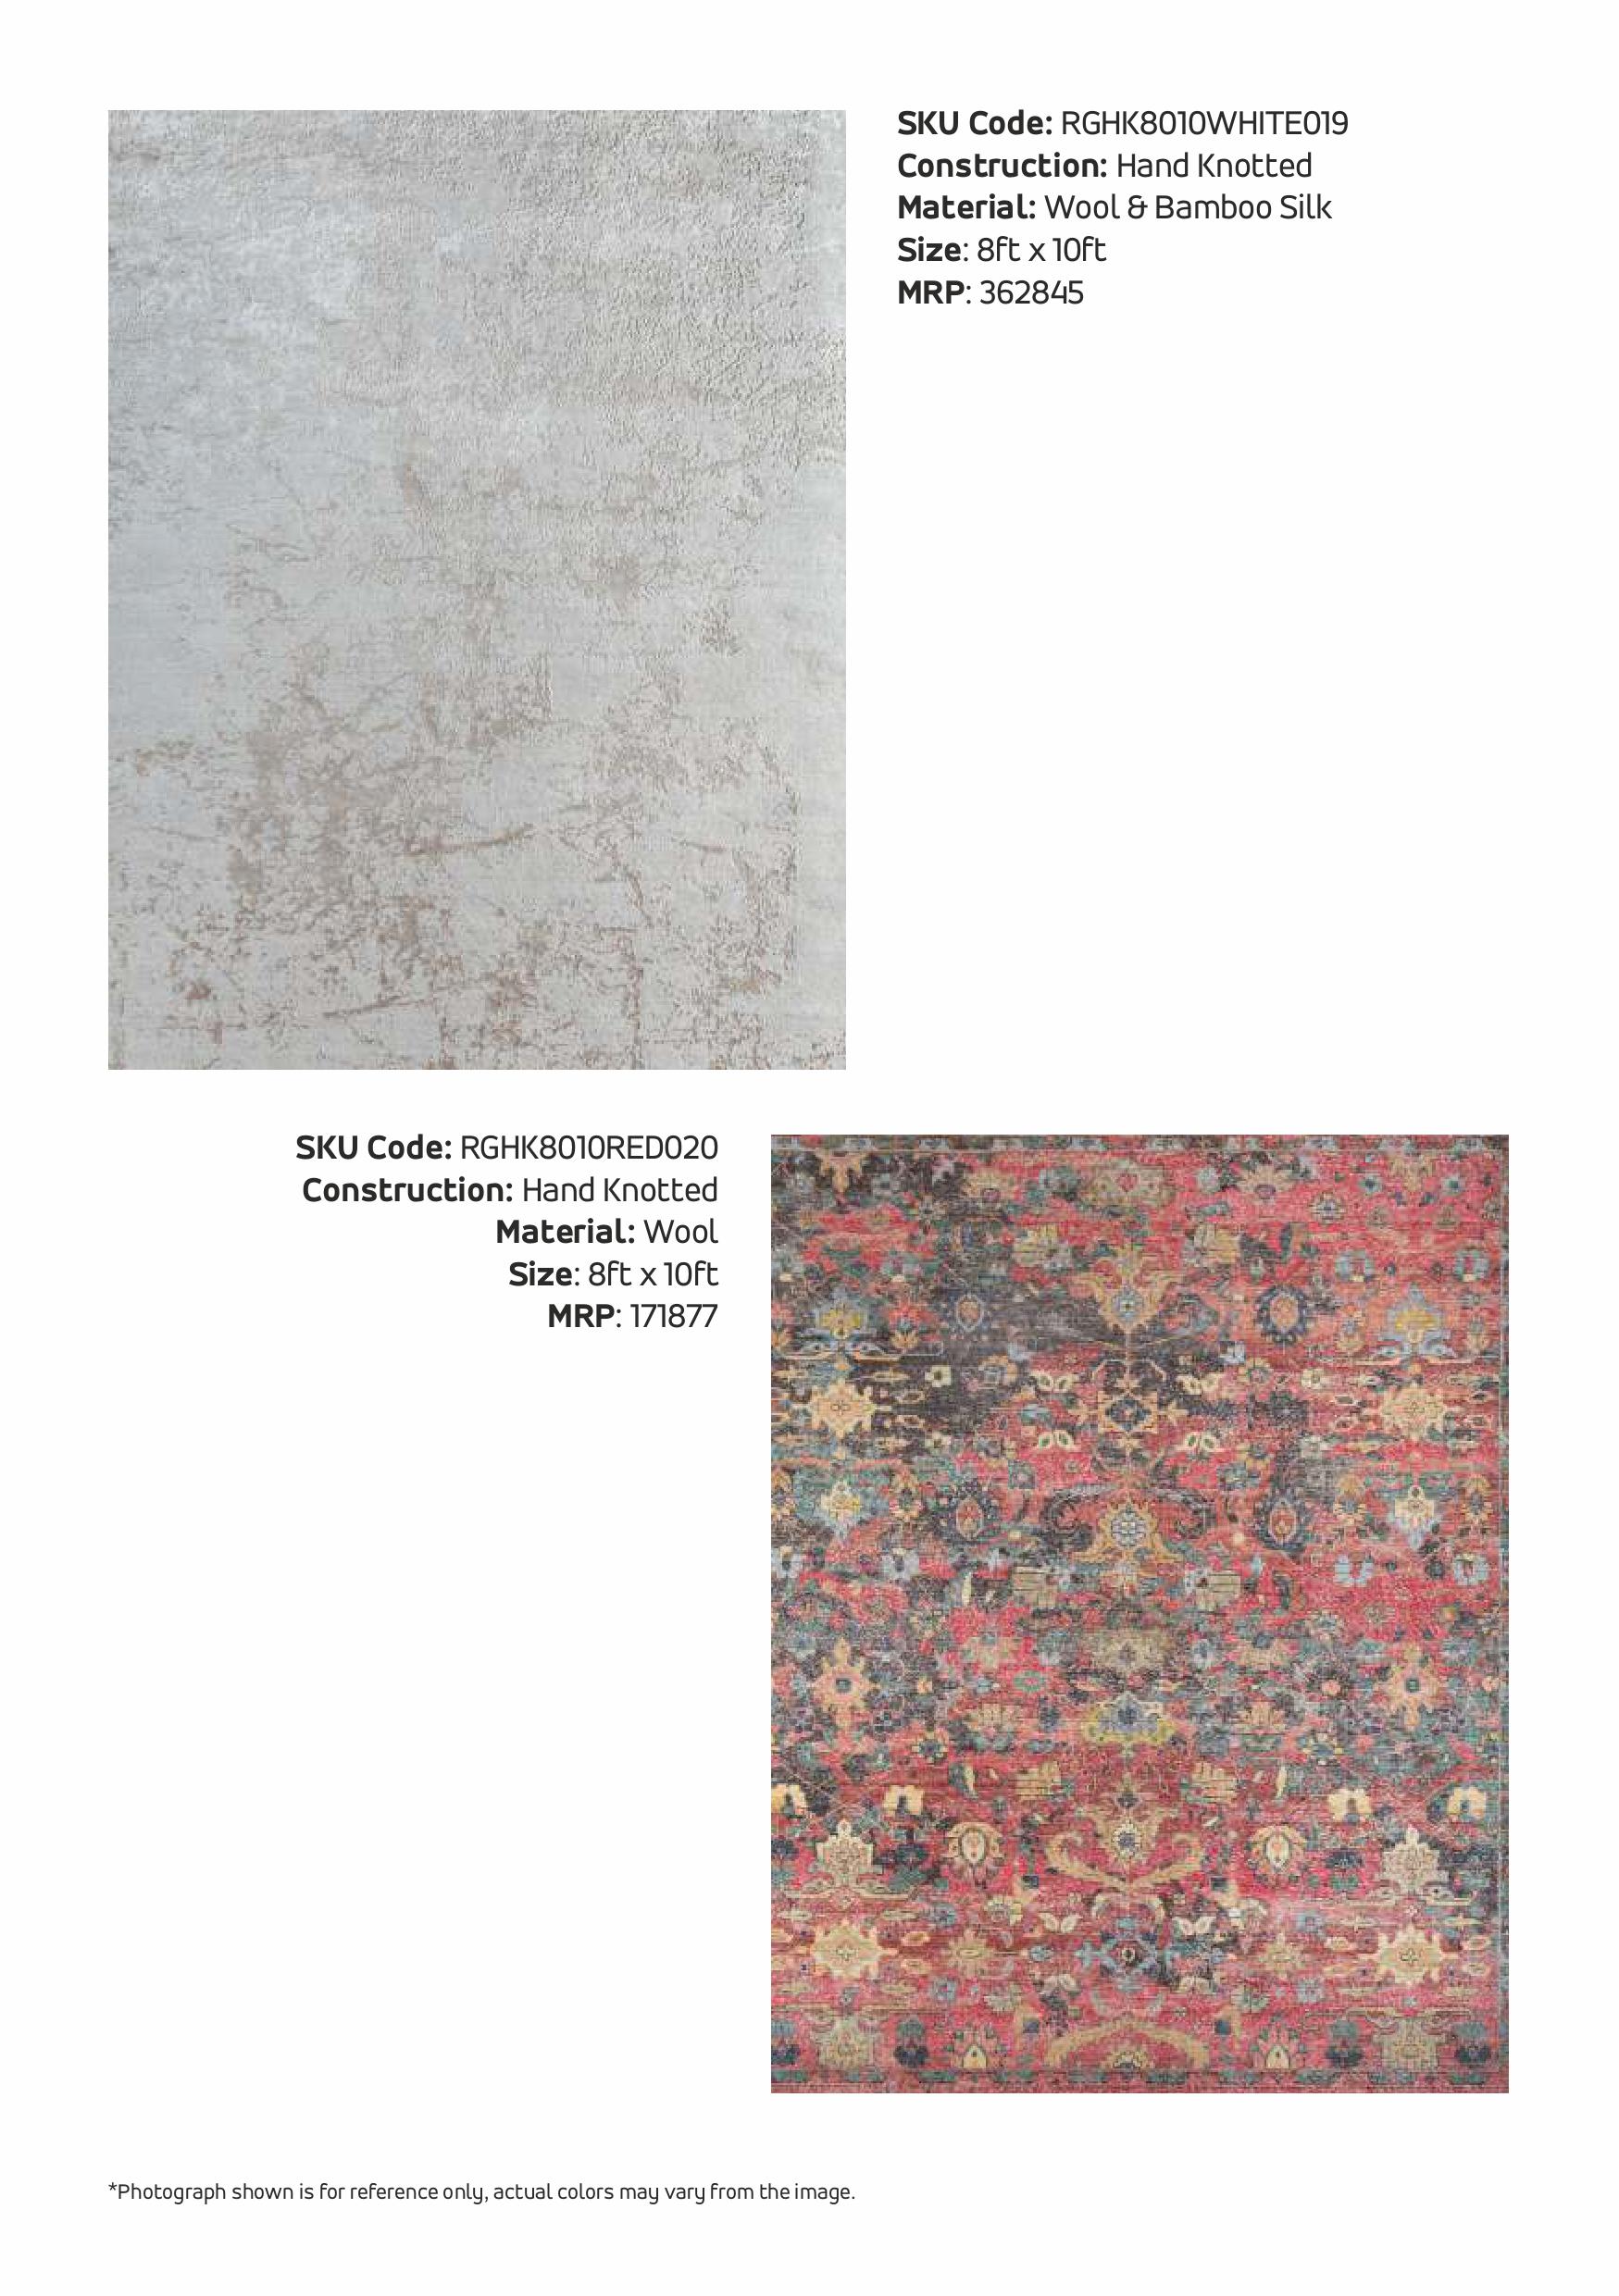 SKU Code: RGHK8010WHITE019
Construction: Hand Knotted
Material: Wool & Bamboo Silk
Size: 8ft x 10ft
MRP: 362845
SKU Code: RGHK8010RED020
Construction: Hand Knotted
Material: Wool
Size: 8ft x 10ft
MRP: 171877
*Photograph shown is for reference only, actual colors may vary from the image.